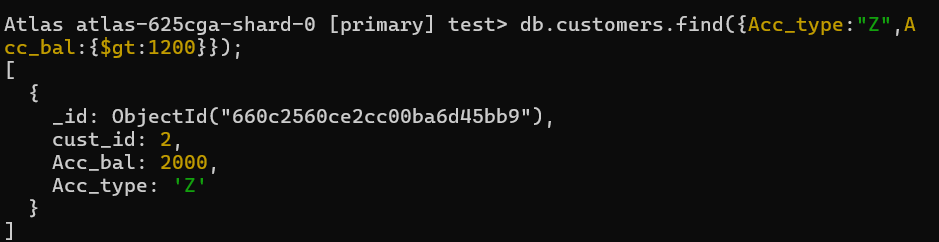 Atlas atlas-625cga-shard-0 [primary] test> db.customers.find({Acc_type:"Z",A
cc_bal:{$gt:1200}});
[
  {
    _id: ObjectId("660c2560ce2cc00ba6d45bb9"),
    cust_id: 2,
    Acc_bal: 2000,
    Acc_type: 'Z'
  }
]